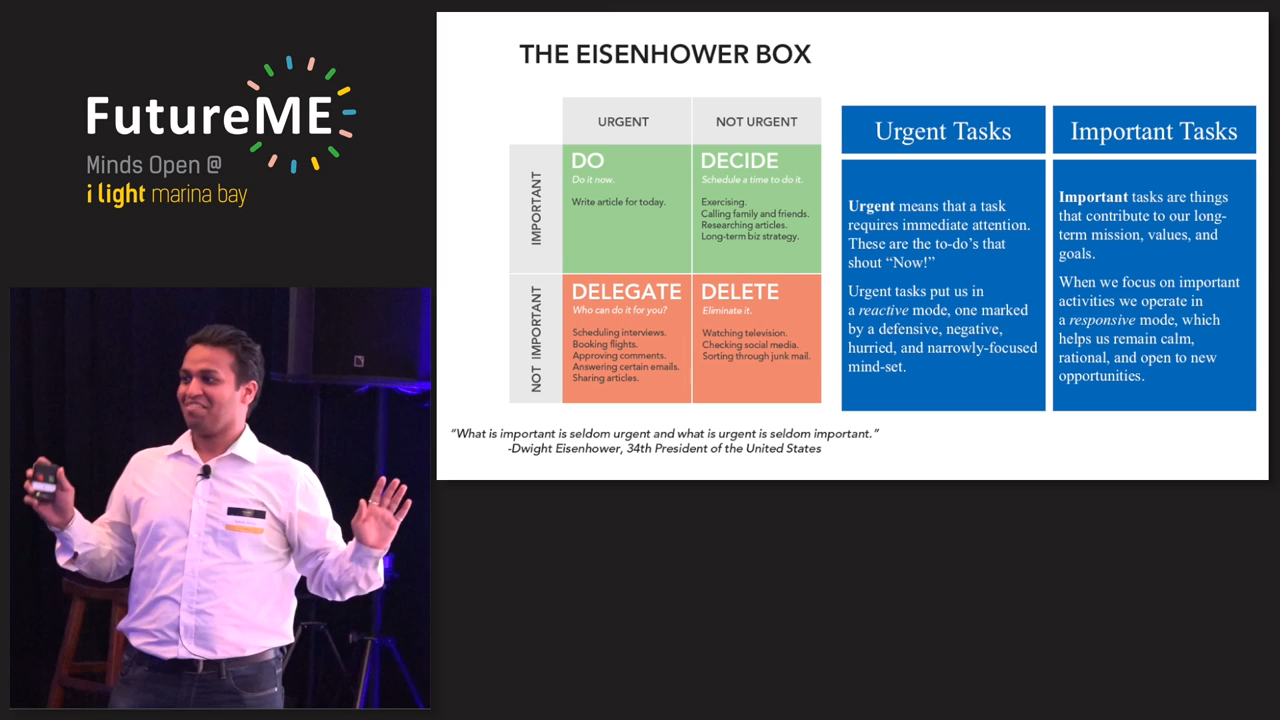 FutureME
Minds Open @
i light marina bay
THE EISENHOWER BOX
URGENT
NOT URGENT
IMPORTANT
DO
Do it now.
Write article for today.
DECIDE
Schedule a time to do it.
Exercising.
Calling family and friends.
Researching articles.
Long-term biz strategy.
NOT IMPORTANT
DELEGATE
Who can do it for you?
Scheduling interviews.
Booking flights.
Approving comments.
Answering certain emails.
Sharing articles.
DELETE
Eliminate it.
Watching television.
Checking social media.
Sorting through junk mail.
“What is important is seldom urgent and what is urgent is seldom important.”
-Dwight Eisenhower, 34th President of the United States
Urgent Tasks
Urgent means that a task
requires immediate attention.
These are the to-do’s that
shout “Now!”
Urgent tasks put us in
a reactive mode, one marked
by a defensive, negative,
hurried, and narrowly-focused
mind-set.
Important Tasks
Important tasks are things
that contribute to our long-
term mission, values, and
goals.
When we focus on important
activities we operate in
a responsive mode, which
helps us remain calm,
rational, and open to new
opportunities.